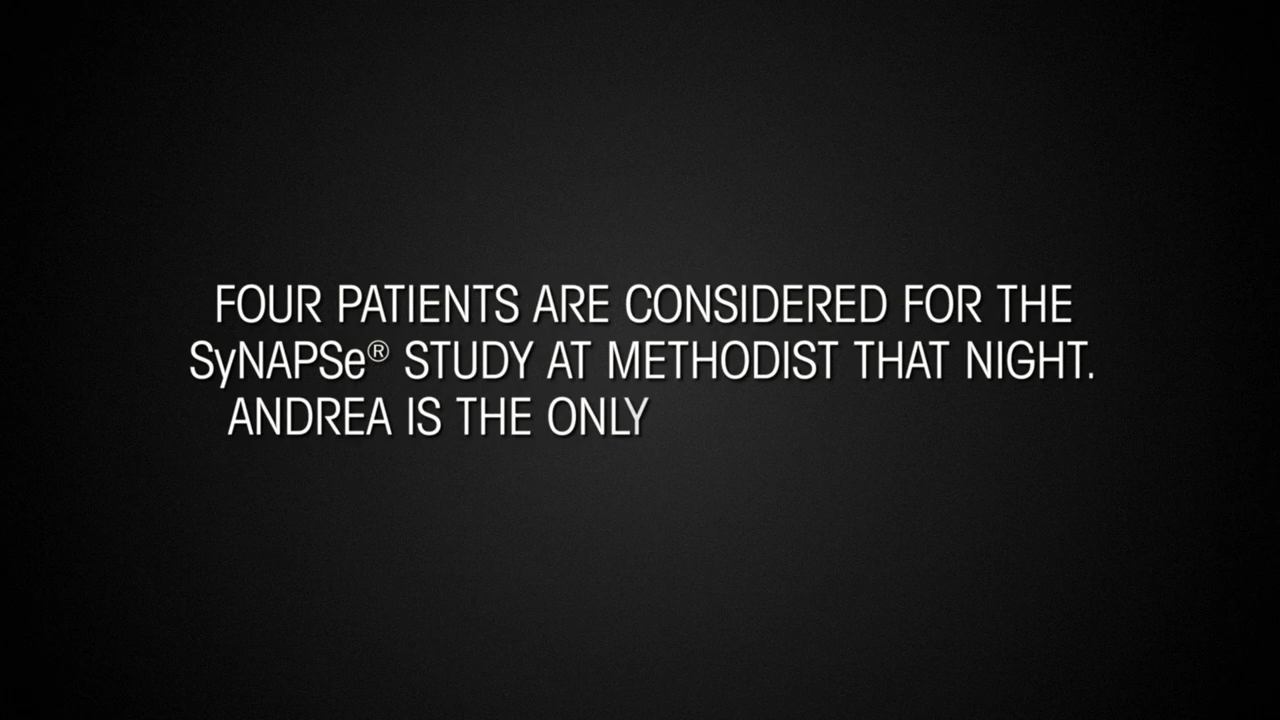 FOUR PATIENTS ARE CONSIDERED FOR THE
SyNAPSe® STUDY AT METHODIST THAT NIGHT.
ANDREA IS THE ONLY